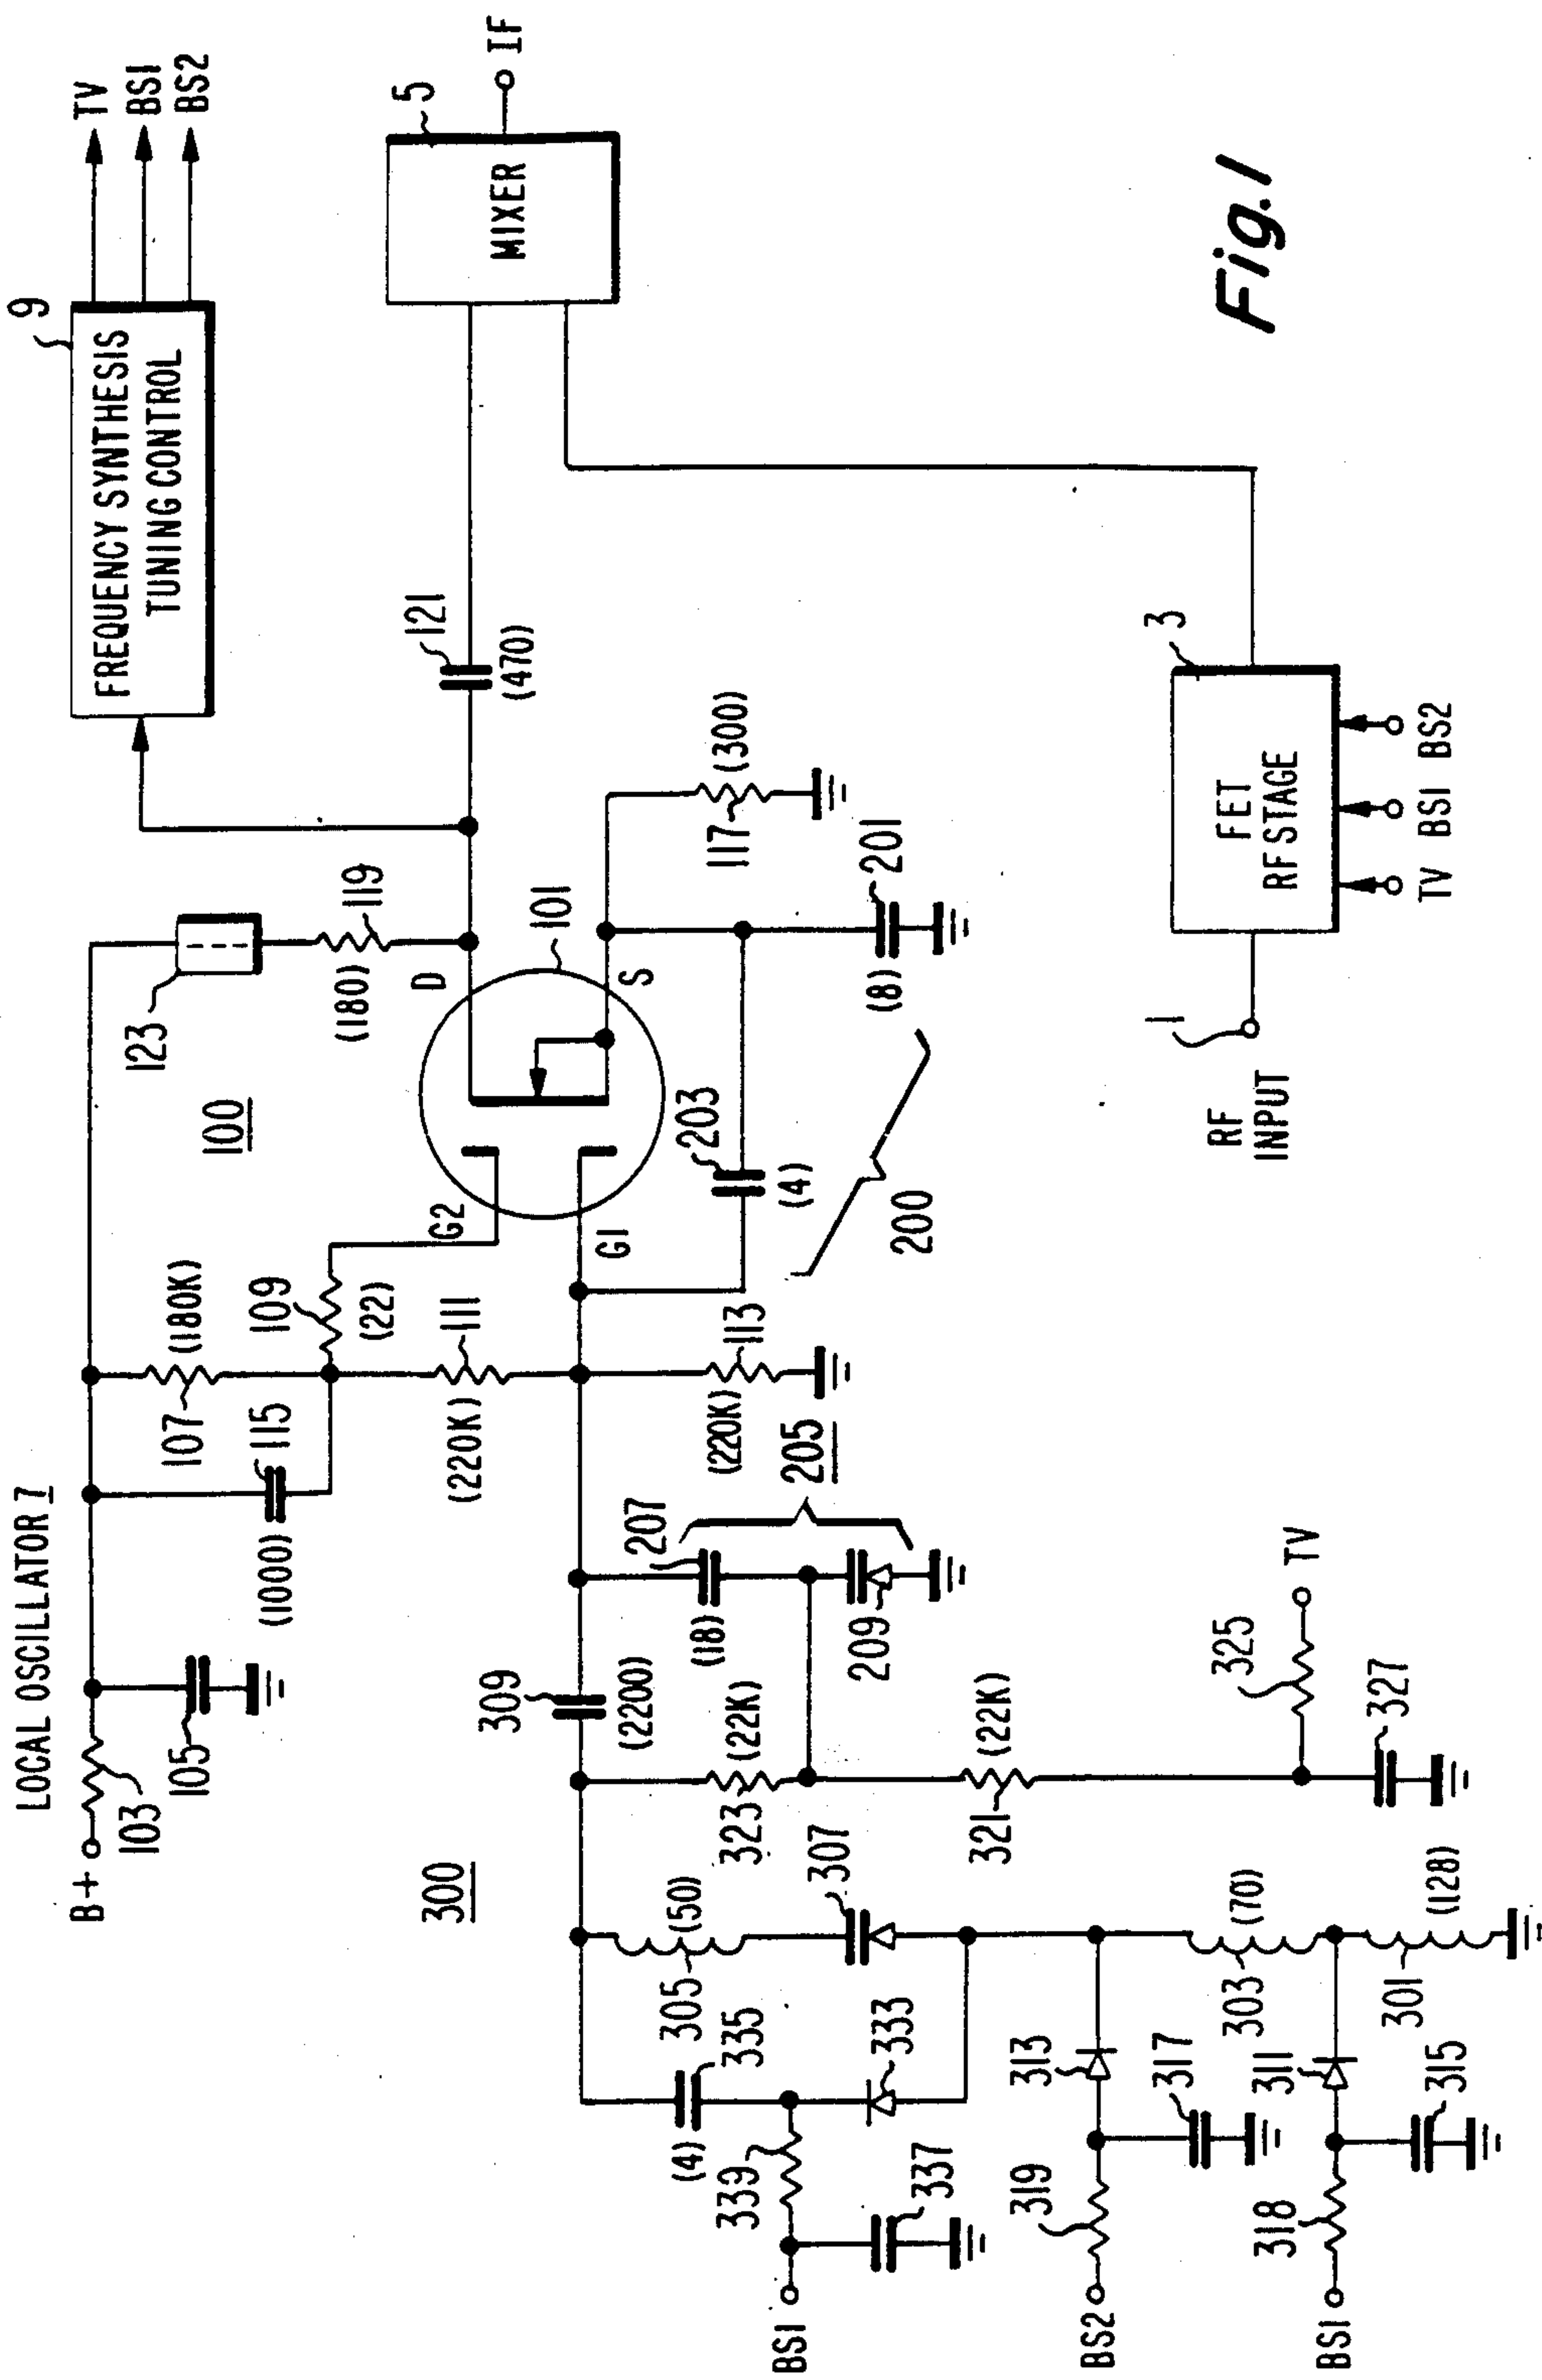 LOCAL OSCILLATOR 7
B+
103
105
(1000)
115
107
(180K)
109
(22)
100
123
(180)
119
9
FREQUENCY SYNTHESIS
TUNING CONTROL
TV
BS1
BS2
300
309
(2200)
(220K)
111
G2
G1
D
S
101
121
(470)
5
MIXER
IF
305
(50)
335
(4)
339
337
BS1
333
307
323
(22K)
(18)
207
205
209
(220K)
113
203
(4)
200
(8)
201
117
(300)
321
(22K)
325
TV
327
313
319
317
BS2
303
(70)
301
(128)
311
318
315
BS1
RF
INPUT
1
3
FET
RF STAGE
TV
BS1
BS2
Fig.1